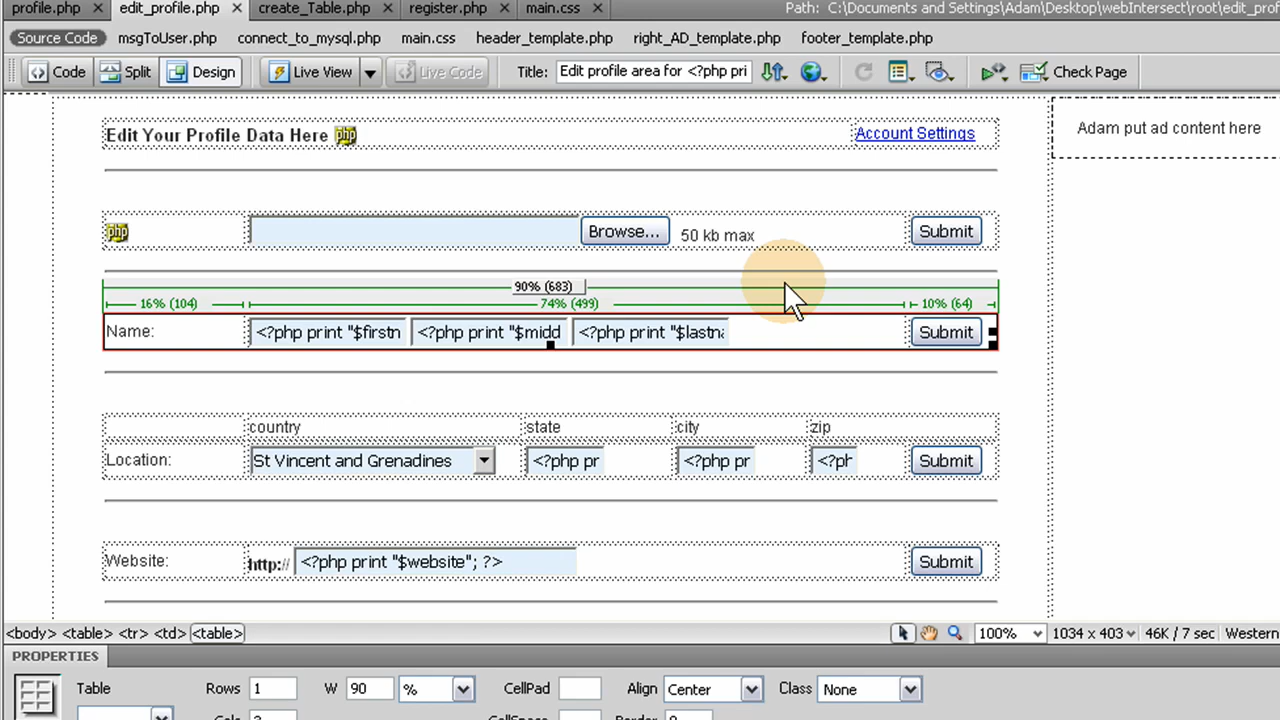 profile.php × edit_profile.php × create_Table.php × register.php × main.css × Path: C:\Documents and Settings\Adam\Desktop\webIntersect\root\edit_prof
Source Code msgToUser.php connect_to_mysql.php main.css header_template.php right_AD_template.php footer_template.php
Code Split Design Live View Live Code Title: Edit profile area for <?php pri Check Page
Edit Your Profile Data Here php Account Settings
Adam put ad content here
php Browse... 50 kb max Submit
90% (683)
16% (104) 74% (499) 10% (64)
Name: <?php print "$firstn <?php print "$midd <?php print "$lastna Submit
country state city zip
Location: St Vincent and Grenadines <?php pr <?php pr <?ph Submit
Website: http:// <?php print "$website"; ?> Submit
<body> <table> <tr> <td> <table> 100% 1034 x 403 46K / 7 sec Western
PROPERTIES
Table Rows 1 W 90 % CellPad Align Center Class None